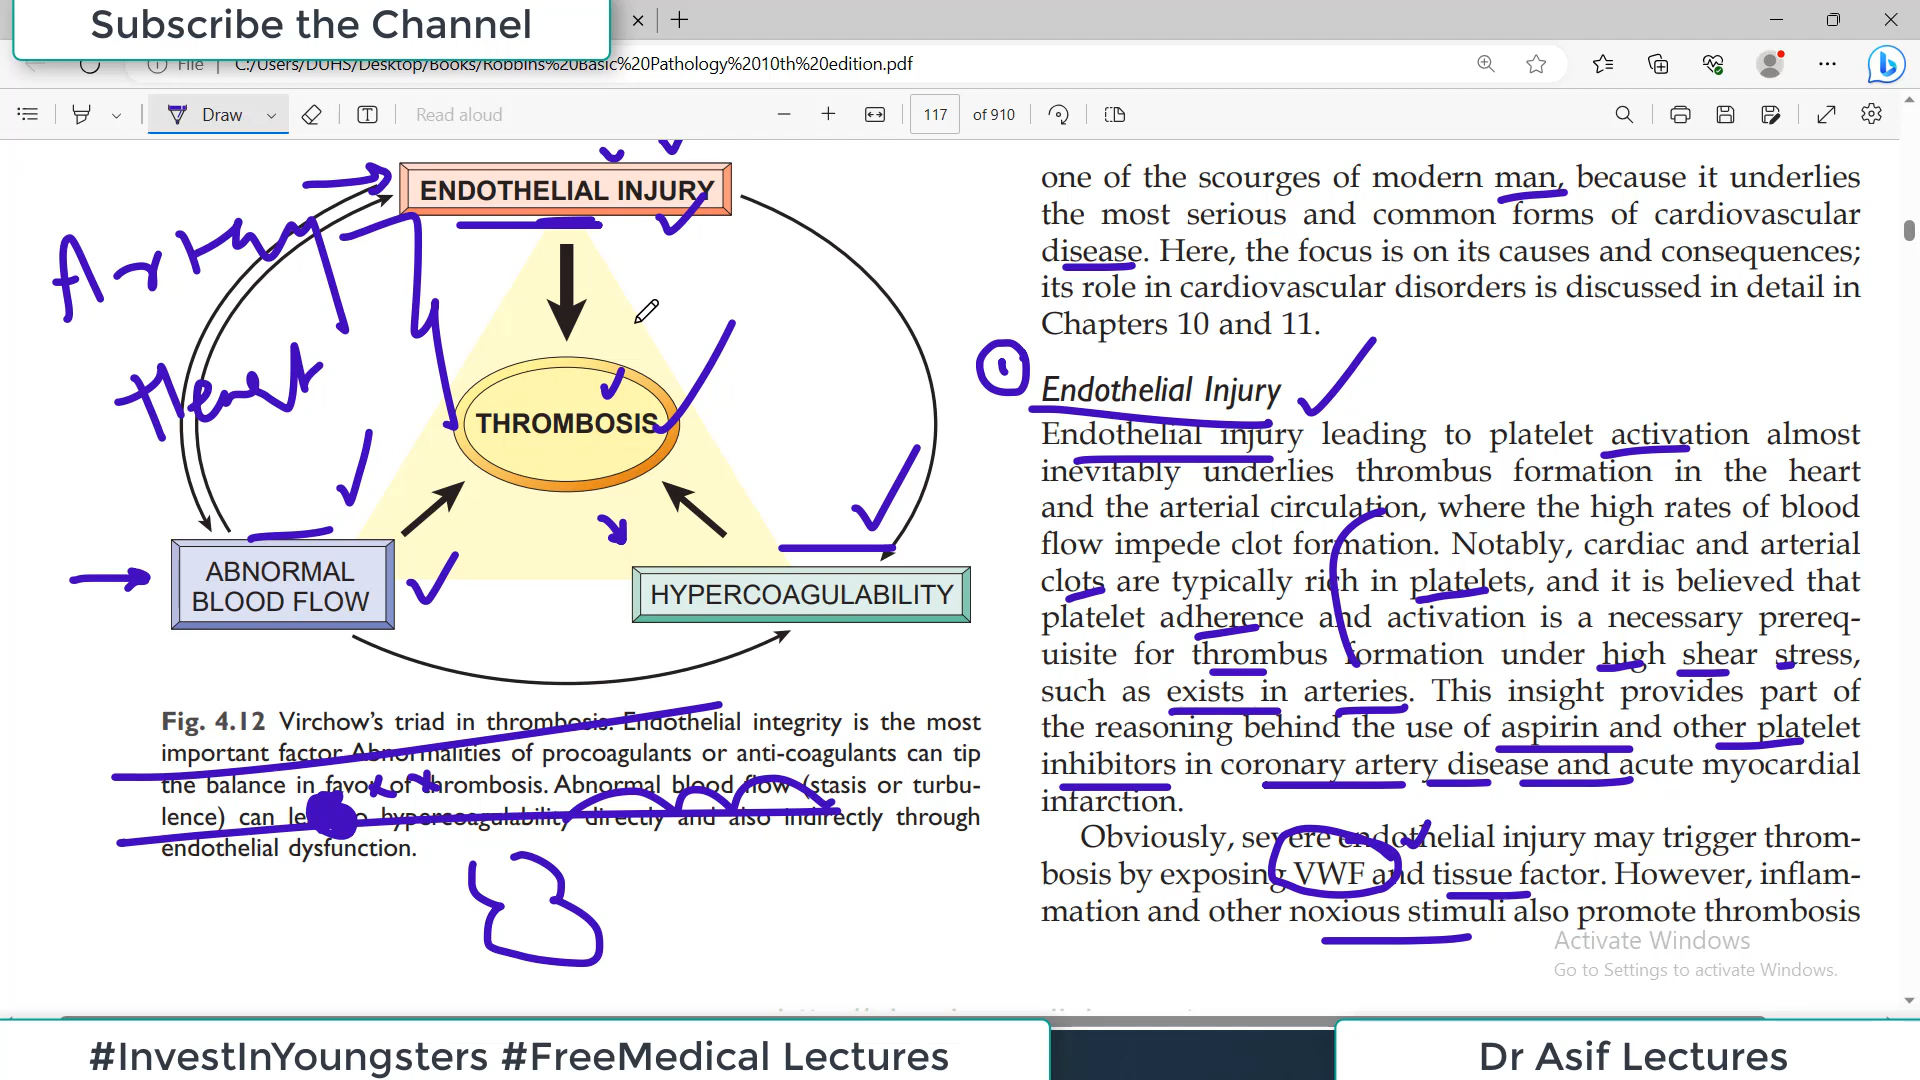 Subscribe the Channel
File C:/Users/DUHS/Desktop/Books/Robbins%20Basic%20Pathology%2010th%20edition.pdf
Draw Read aloud 117 of 910
ENDOTHELIAL INJURY
THROMBOSIS
ABNORMAL
BLOOD FLOW
HYPERCOAGULABILITY
Fig. 4.12 Virchow's triad in thrombosis. Endothelial integrity is the most
important factor. Abnormalities of procoagulants or anti-coagulants can tip
the balance in favor of thrombosis. Abnormal blood flow (stasis or turbu-
lence) can lead to hypercoagulability directly and also indirectly through
endothelial dysfunction.
one of the scourges of modern man, because it underlies
the most serious and common forms of cardiovascular
disease. Here, the focus is on its causes and consequences;
its role in cardiovascular disorders is discussed in detail in
Chapters 10 and 11.
Endothelial Injury
Endothelial injury leading to platelet activation almost
inevitably underlies thrombus formation in the heart
and the arterial circulation, where the high rates of blood
flow impede clot formation. Notably, cardiac and arterial
clots are typically rich in platelets, and it is believed that
platelet adherence and activation is a necessary prereq-
uisite for thrombus formation under high shear stress,
such as exists in arteries. This insight provides part of
the reasoning behind the use of aspirin and other platelet
inhibitors in coronary artery disease and acute myocardial
infarction.
Obviously, severe endothelial injury may trigger throm-
bosis by exposing VWF and tissue factor. However, inflam-
mation and other noxious stimuli also promote thrombosis
Activate Windows
Go to Settings to activate Windows.
#InvestInYoungsters #FreeMedical Lectures
Dr Asif Lectures